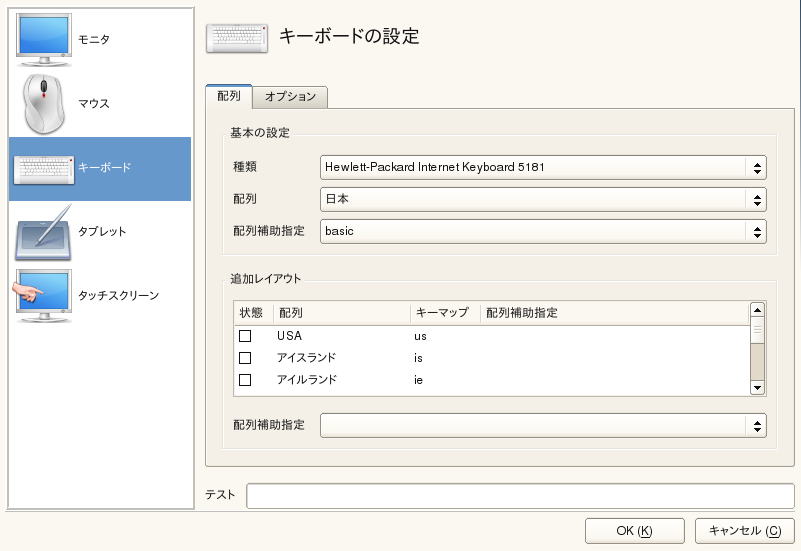 モニタ
マウス
キーボード
タブレット
タッチスクリーン
キーボードの設定
配列 オプション
基本の設定
種類 Hewlett-Packard Internet Keyboard 5181
配列 日本
配列補助指定 basic
追加レイアウト
状態 配列 キーマップ 配列補助指定
USA us
アイスランド is
アイルランド ie
配列補助指定
テスト
OK (K) キャンセル (C)